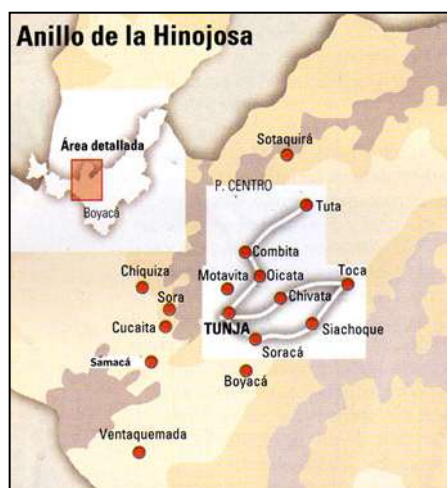 Anillo de la Hinojosa
Área detallada
Boyacá
Sotaquirá
P. CENTRO
Tuta
Combita
Oicata
Toca
Motavita
Chivata
Chiquiza
Sora
TUNJA
Cucaita
Siachoque
Soracá
Samacá
Boyacá
Ventaquemada